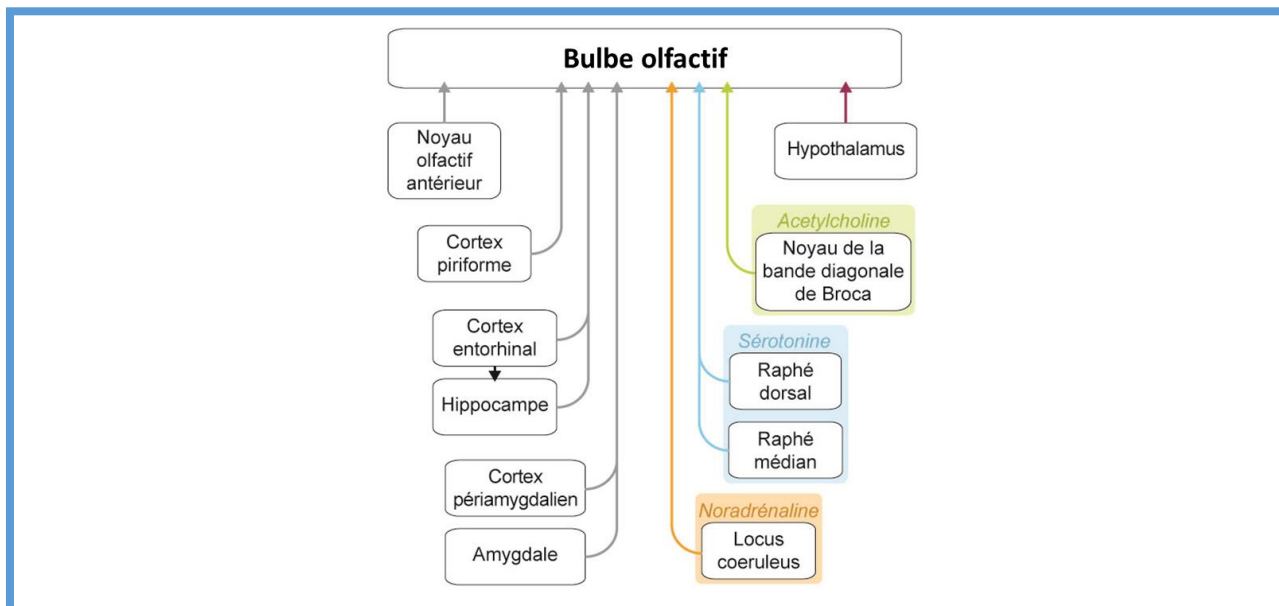 Bulbe olfactif
Noyau
olfactif
antérieur
Hypothalamus
Cortex
piriforme
Acetylcholine
Noyau de la
bande diagonale
de Broca
Cortex
entorhinal
Hippocampe
Sérotonine
Raphé
dorsal
Raphé
médian
Cortex
périamygdalien
Amygdale
Noradrénaline
Locus
coeruleus